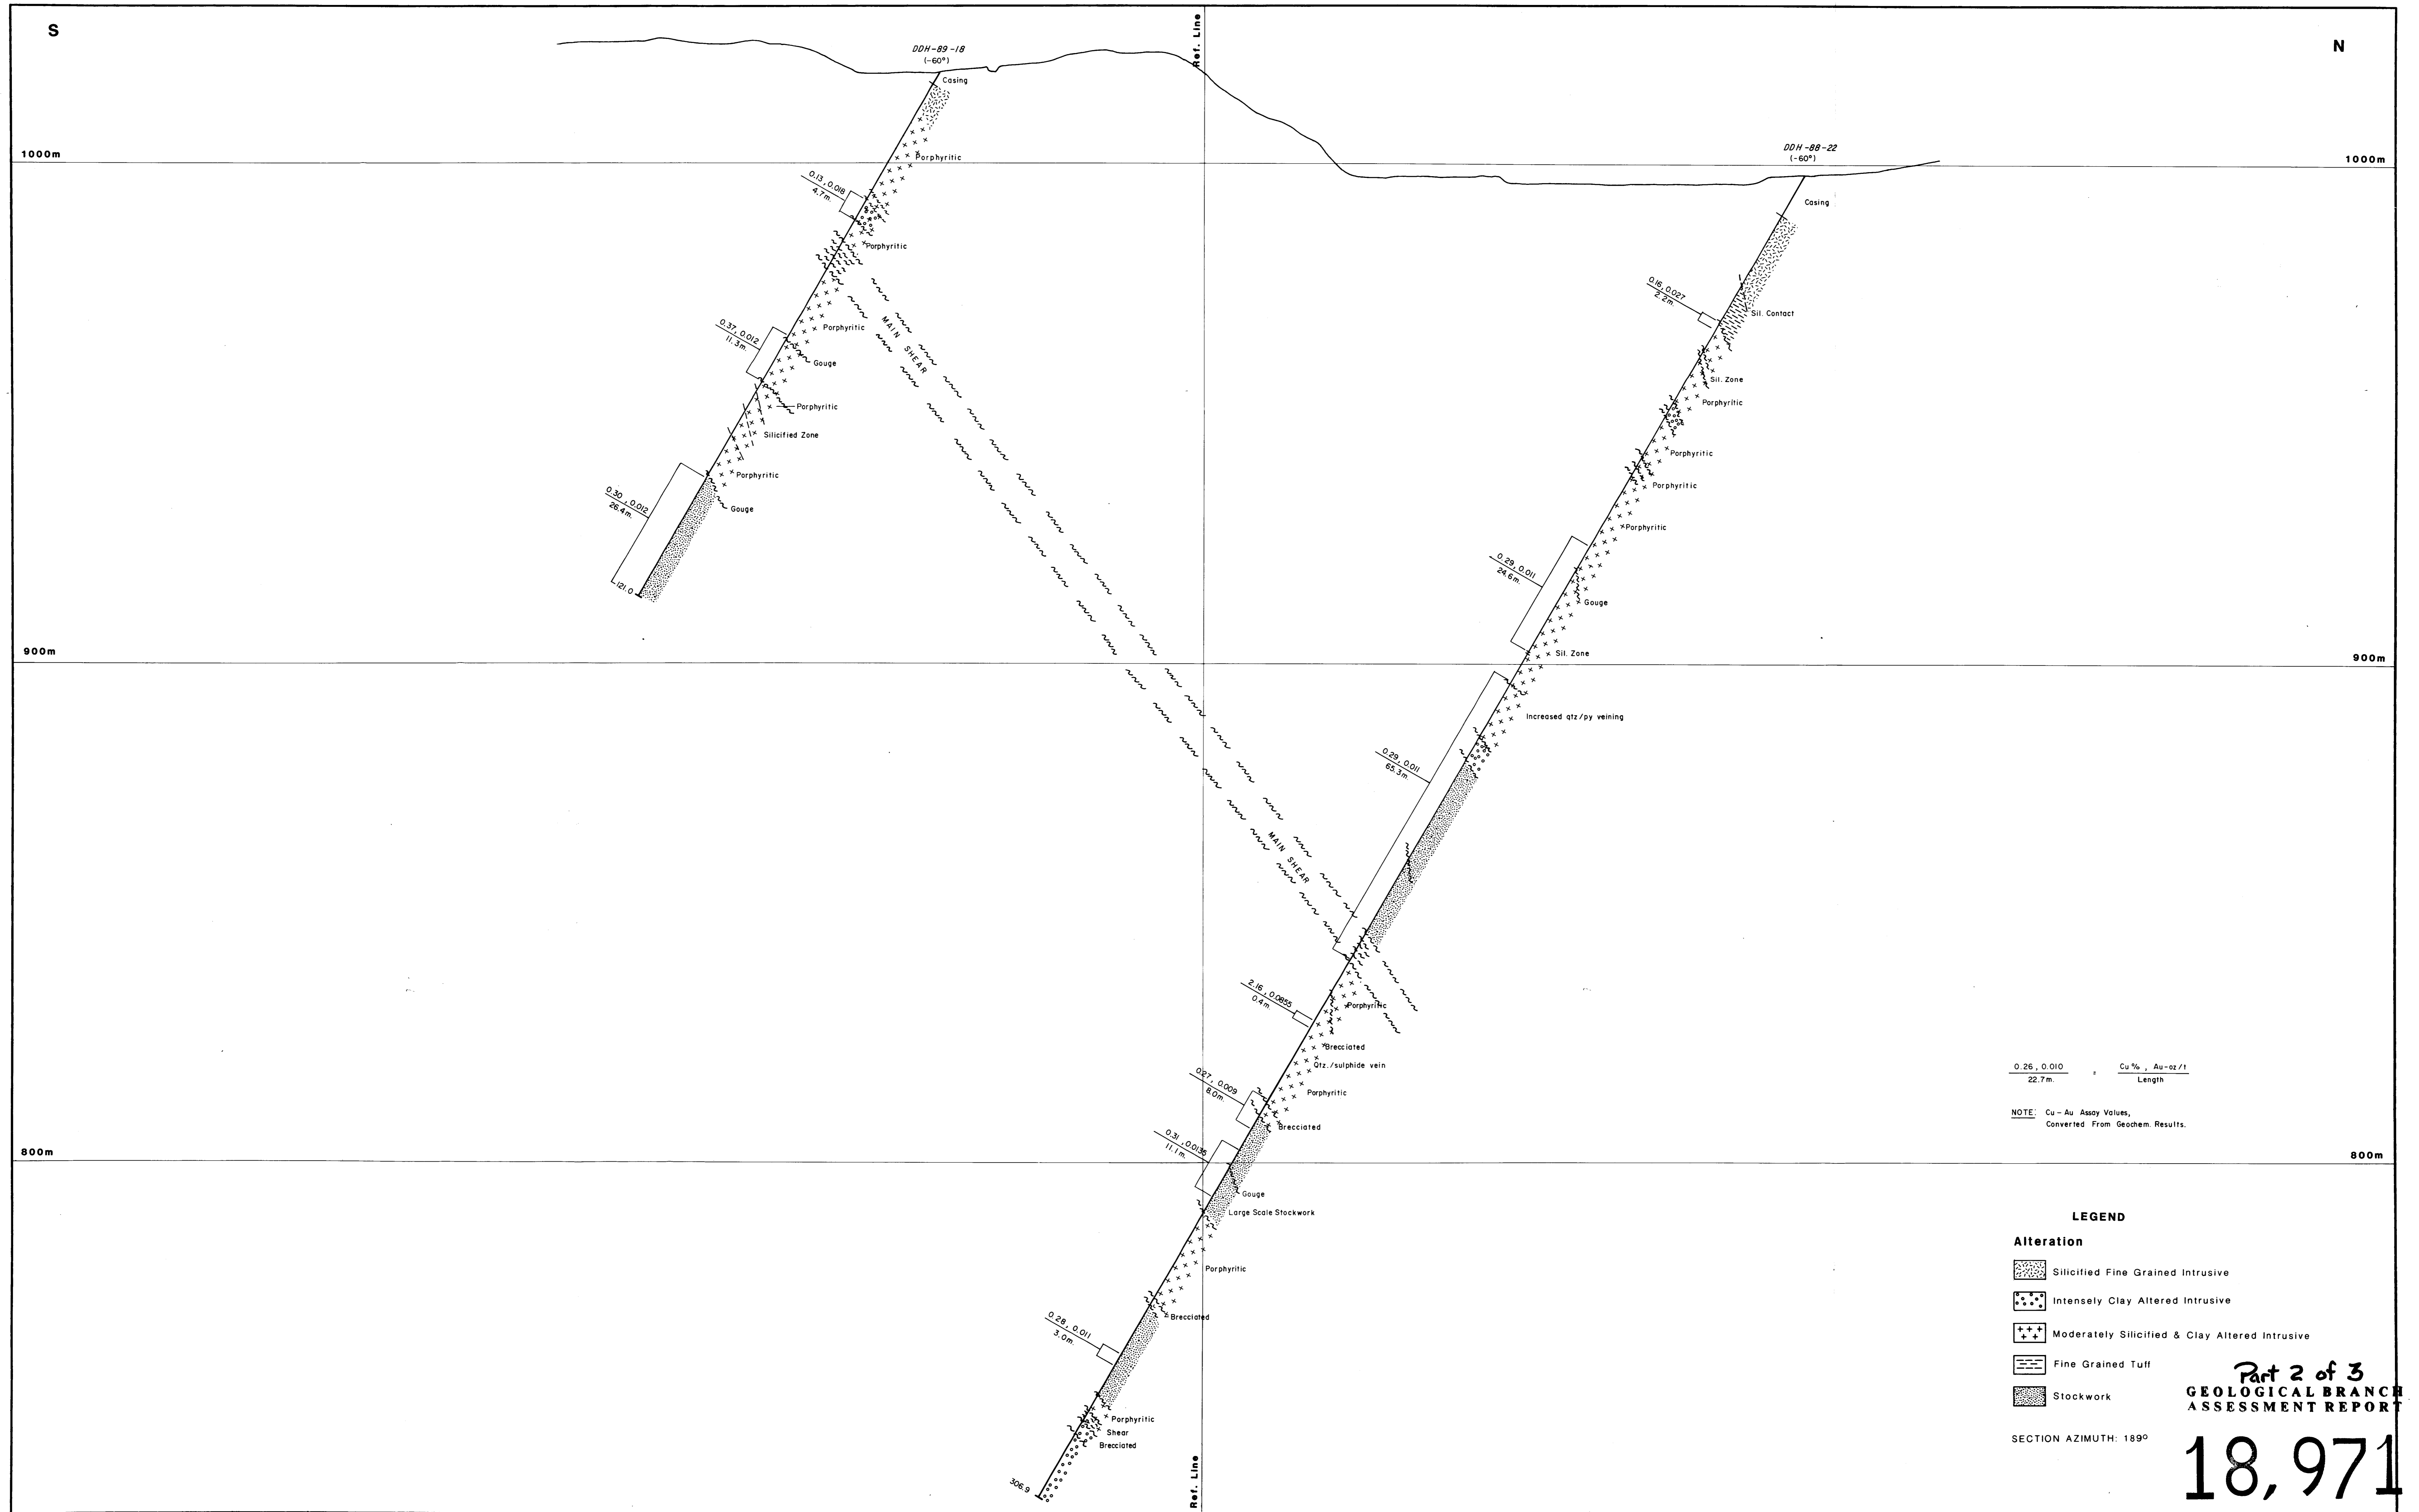 S
N
Ref. Line
DDH-89-18
(-60°)
Casing
1000m
Porphyritic
0.13, 0.018
4.7m.
Porphyritic
MAIN SHEAR
0.37, 0.012
11.3m.
Porphyritic
Gouge
Porphyritic
Silicified Zone
Porphyritic
Gouge
0.30, 0.012
26.4m.
121.0
DDH-88-22
(-60°)
1000m
Casing
0.16, 0.027
2.2m.
Sil. Contact
Sil. Zone
Porphyritic
Porphyritic
Porphyritic
Porphyritic
0.29, 0.011
24.6m.
Gouge
Sil. Zone
900m
900m
Increased qtz/py veining
0.29, 0.011
65.3m.
MAIN SHEAR
2.16, 0.0855
0.4m.
Porphyritic
Brecciated
Qtz./sulphide vein
0.27, 0.009
8.0m.
Porphyritic
Brecciated
0.31, 0.0135
11.1m.
800m
800m
Gouge
Large Scale Stockwork
Porphyritic
Brecciated
0.28, 0.011
3.0m.
Porphyritic
Shear
Brecciated
306.9
Ref. Line
0.26, 0.010 = Cu%, Au-oz/t
22.7m. Length
NOTE: Cu-Au Assay Values,
Converted From Geochem. Results.
LEGEND
Alteration
Silicified Fine Grained Intrusive
Intensely Clay Altered Intrusive
Moderately Silicified & Clay Altered Intrusive
Fine Grained Tuff
Stockwork
SECTION AZIMUTH: 189°
Part 2 of 3
GEOLOGICAL BRANCH
ASSESSMENT REPORT
18,971